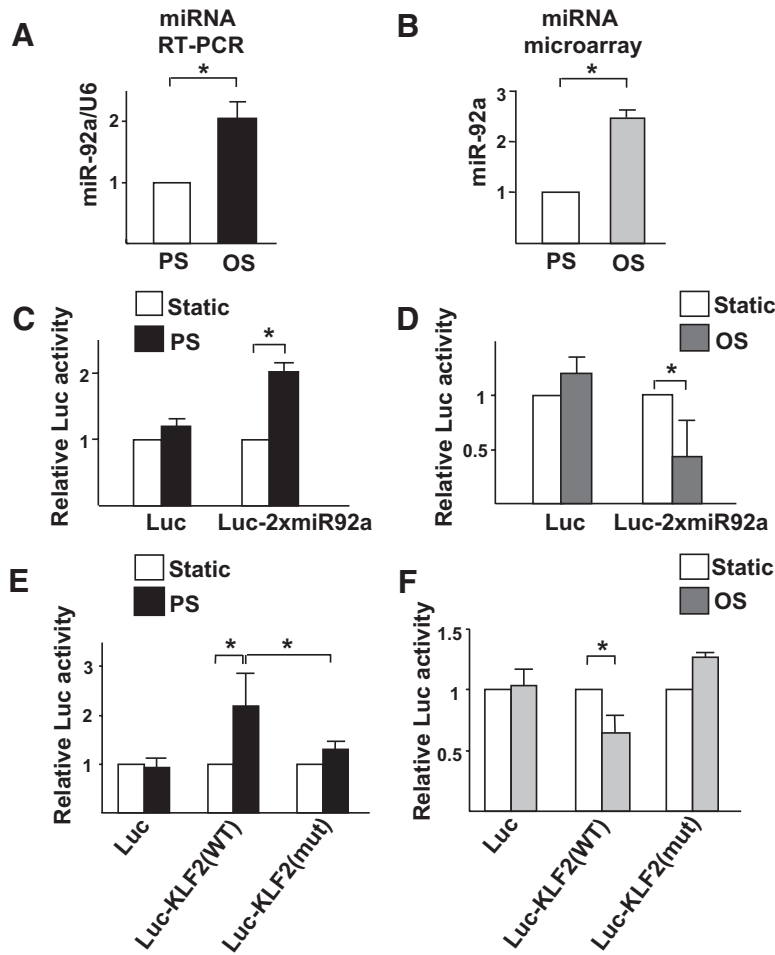 A
miRNA
RT-PCR
*
miR-92a/U6
2
1
PS
OS
B
miRNA
microarray
*
miR-92a
3
2
1
PS
OS
C
Static
PS
*
Relative Luc activity
2
1
Luc
Luc-2xmiR92a
D
Static
OS
*
Relative Luc activity
1
0.5
Luc
Luc-2xmiR92a
E
Static
PS
*
*
Relative Luc activity
3
2
1
Luc
Luc-KLF2(WT)
Luc-KLF2(mut)
F
Static
OS
*
Relative Luc activity
1.5
1
0.5
Luc
Luc-KLF2(WT)
Luc-KLF2(mut)